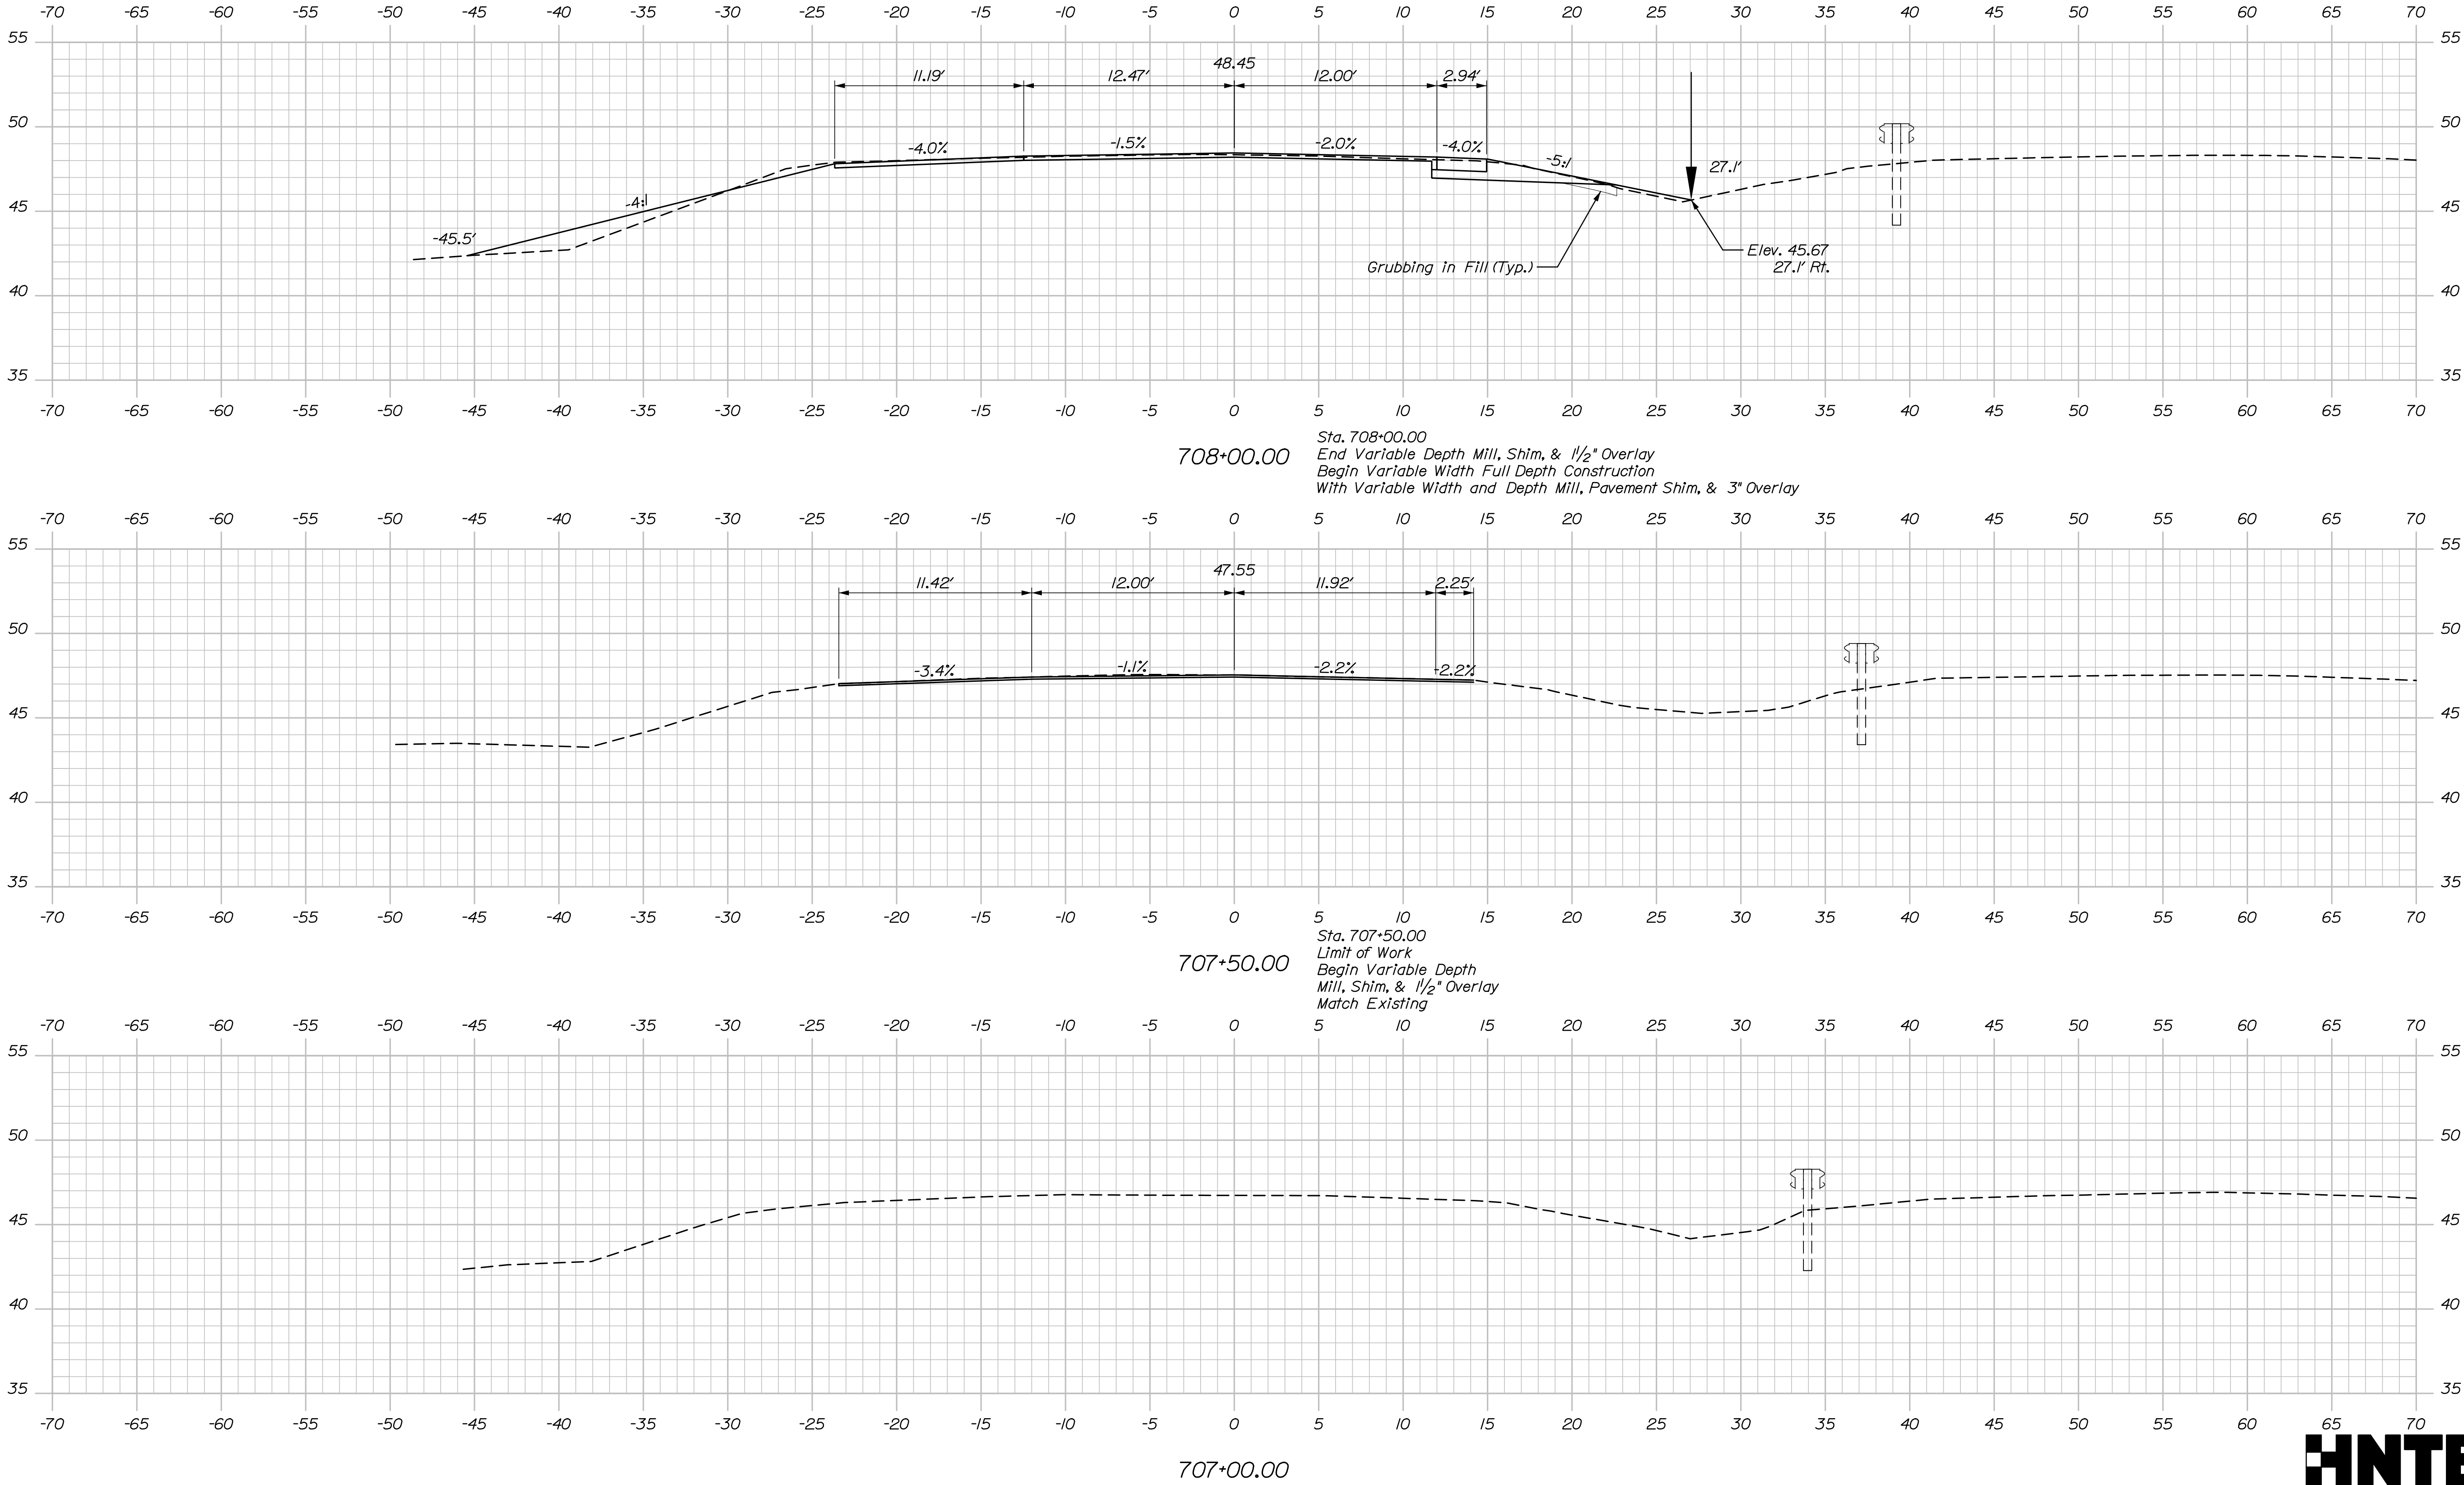 -70 -65 -60 -55 -50 -45 -40 -35 -30 -25 -20 -15 -10 -5 0 5 10 15 20 25 30 35 40 45 50 55 60 65 70
55 55
48.45
11.19' 12.47' 12.00' 2.94'
50 50
-4.0% -1.5% -2.0% -4.0% -5:1 27.1'
-4:1
45 45
-45.5'
Elev. 45.67
27.1' Rt.
Grubbing in Fill (Typ.)
40 40
35 35
-70 -65 -60 -55 -50 -45 -40 -35 -30 -25 -20 -15 -10 -5 0 5 10 15 20 25 30 35 40 45 50 55 60 65 70
708+00.00
Sta. 708+00.00
End Variable Depth Mill, Shim, & 1 1/2" Overlay
Begin Variable Width Full Depth Construction
With Variable Width and Depth Mill, Pavement Shim, & 3" Overlay
-70 -65 -60 -55 -50 -45 -40 -35 -30 -25 -20 -15 -10 -5 0 5 10 15 20 25 30 35 40 45 50 55 60 65 70
55 55
47.55
11.42' 12.00' 11.92' 2.25'
50 50
-3.4% -1.1% -2.2% -2.2%
45 45
40 40
35 35
-70 -65 -60 -55 -50 -45 -40 -35 -30 -25 -20 -15 -10 -5 0 5 10 15 20 25 30 35 40 45 50 55 60 65 70
707+50.00
Sta. 707+50.00
Limit of Work
Begin Variable Depth
Mill, Shim, & 1 1/2" Overlay
Match Existing
-70 -65 -60 -55 -50 -45 -40 -35 -30 -25 -20 -15 -10 -5 0 5 10 15 20 25 30 35 40 45 50 55 60 65 70
55 55
50 50
45 45
40 40
35 35
-70 -65 -60 -55 -50 -45 -40 -35 -30 -25 -20 -15 -10 -5 0 5 10 15 20 25 30 35 40 45 50 55 60 65 70
707+00.00